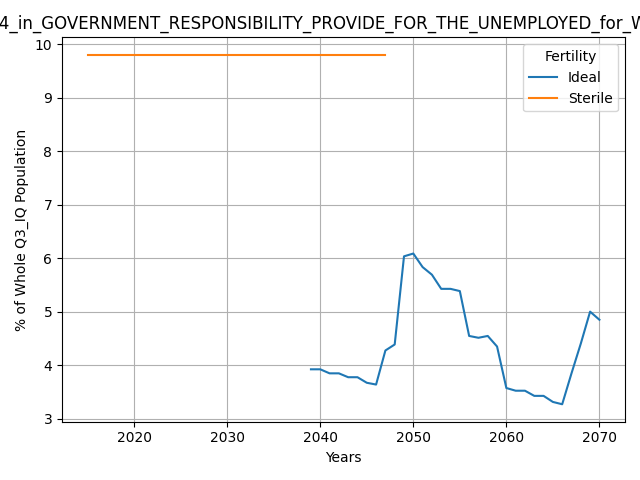 4_in_GOVERNMENT_RESPONSIBILITY_PROVIDE_FOR_THE_UNEMPLOYED_for_W
10
9
8
7
6
5
4
3
% of Whole Q3_IQ Population
Fertility
Ideal
Sterile
2020 2030 2040 2050 2060 2070
Years